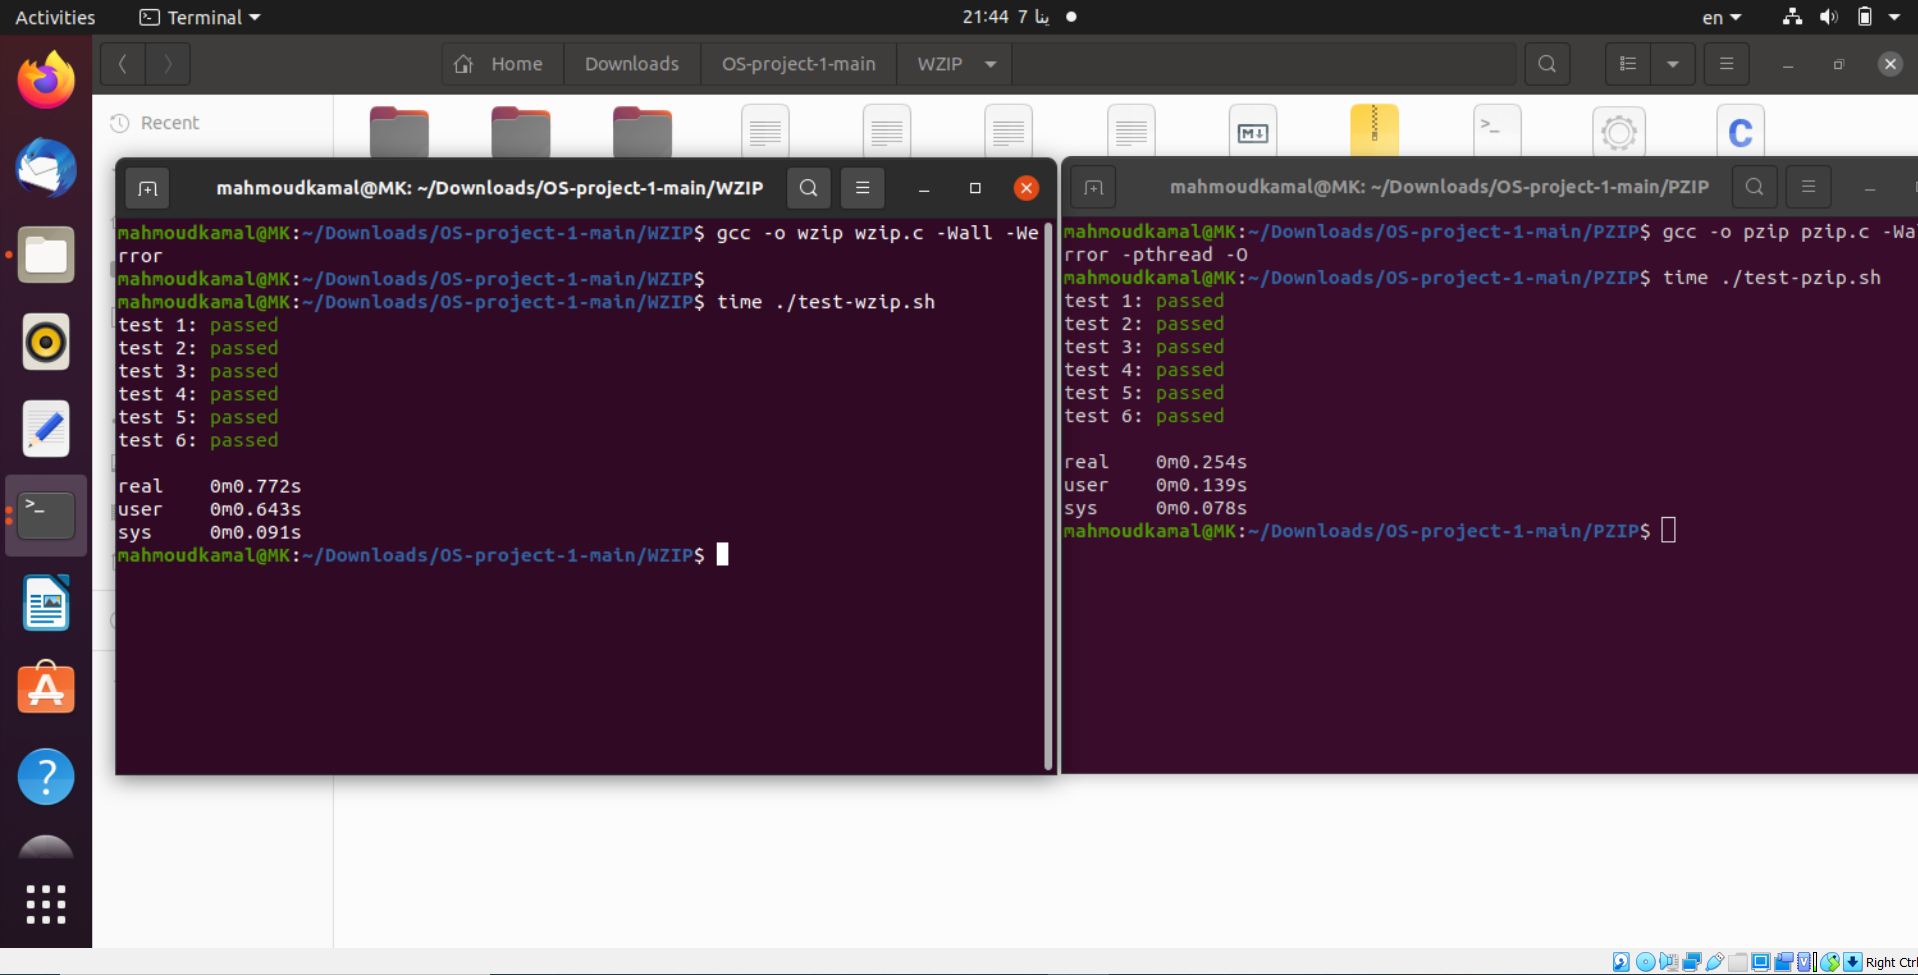 Activities
Terminal
21:44 7 ينا
en
Home
Downloads
OS-project-1-main
WZIP
Recent
M
C
mahmoudkamal@MK: ~/Downloads/OS-project-1-main/WZIP
mahmoudkamal@MK:~/Downloads/OS-project-1-main/WZIP$ gcc -o wzip wzip.c -Wall -We
rror
mahmoudkamal@MK:~/Downloads/OS-project-1-main/WZIP$
mahmoudkamal@MK:~/Downloads/OS-project-1-main/WZIP$ time ./test-wzip.sh
test 1: passed
test 2: passed
test 3: passed
test 4: passed
test 5: passed
test 6: passed
real 0m0.772s
user 0m0.643s
sys 0m0.091s
mahmoudkamal@MK:~/Downloads/OS-project-1-main/WZIP$
mahmoudkamal@MK: ~/Downloads/OS-project-1-main/PZIP
mahmoudkamal@MK:~/Downloads/OS-project-1-main/PZIP$ gcc -o pzip pzip.c -Wa
rror -pthread -O
mahmoudkamal@MK:~/Downloads/OS-project-1-main/PZIP$ time ./test-pzip.sh
test 1: passed
test 2: passed
test 3: passed
test 4: passed
test 5: passed
test 6: passed
real 0m0.254s
user 0m0.139s
sys 0m0.078s
mahmoudkamal@MK:~/Downloads/OS-project-1-main/PZIP$
Right Ctrl